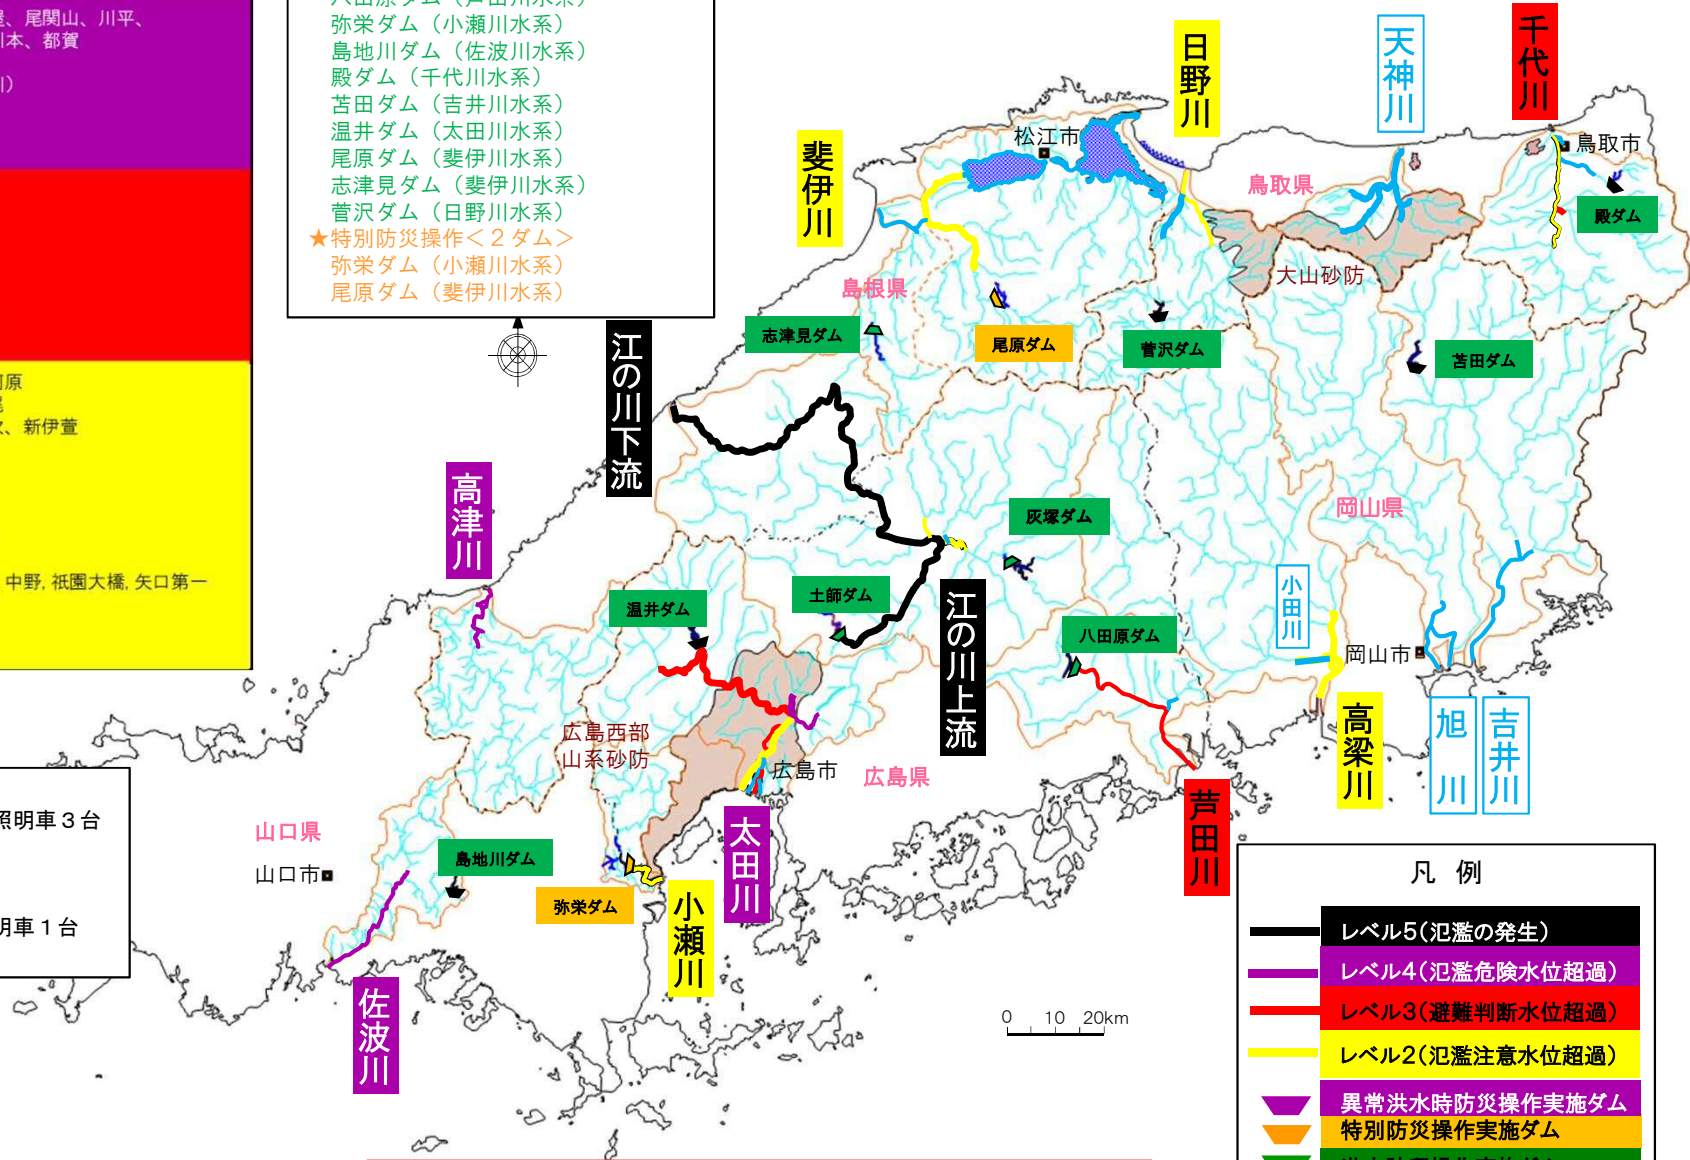 、尾関山、川平、
本、都賀
八田原ダム（芦田川水系）
弥栄ダム（小瀬川水系）
島地川ダム（佐波川水系）
殿ダム（千代川水系）
苫田ダム（吉井川水系）
温井ダム（太田川水系）
尾原ダム（斐伊川水系）
志津見ダム（斐伊川水系）
菅沢ダム（日野川水系）
★特別防災操作＜２ダム＞
弥栄ダム（小瀬川水系）
尾原ダム（斐伊川水系）
原
、新伊萱
中野, 祇園大橋, 矢口第一
照明車３台
明車１台
日野川
天神川
千代川
斐伊川
松江市
鳥取市
鳥取県
殿ダム
大山砂防
島根県
志津見ダム
尾原ダム
菅沢ダム
苫田ダム
江の川下流
高津川
岡山県
灰塚ダム
温井ダム
土師ダム
江の川上流
八田原ダム
小田川
岡山市
高梁川
旭川
吉井川
広島西部
山系砂防
広島市
広島県
芦田川
太田川
山口県
山口市
島地川ダム
弥栄ダム
小瀬川
佐波川
0 10 20km
凡 例
レベル5(氾濫の発生)
レベル4(氾濫危険水位超過)
レベル3(避難判断水位超過)
レベル2(氾濫注意水位超過)
異常洪水時防災操作実施ダム
特別防災操作実施ダム